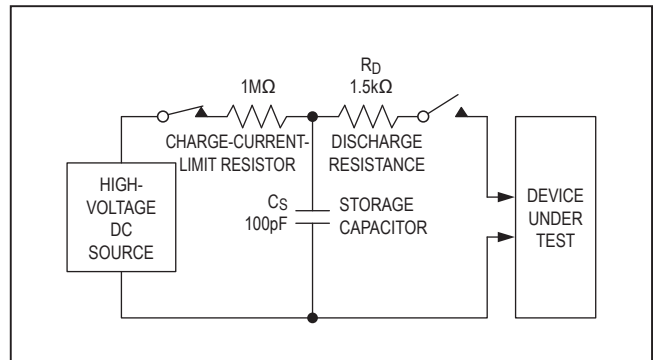 1MΩ
CHARGE-CURRENT-
LIMIT RESISTOR
RD
1.5kΩ
DISCHARGE
RESISTANCE
HIGH-
VOLTAGE
DC
SOURCE
CS
100pF
STORAGE
CAPACITOR
DEVICE
UNDER
TEST